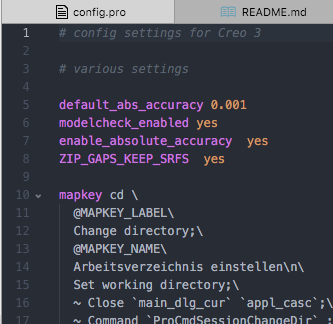 config.pro README.md
1 # config settings for Creo 3
2
3 # various settings
4
5 default_abs_accuracy 0.001
6 modelcheck_enabled yes
7 enable_absolute_accuracy  yes
8 ZIP_GAPS_KEEP_SRFS  yes
9
10 mapkey cd \
11 @MAPKEY_LABEL\
12 Change directory;\
13 @MAPKEY_NAME\
14 Arbeitsverzeichnis einstellen\n\
15 Set working directory;\
16 ~ Close `main_dlg_cur` `appl_casc`;\
17 ~ Command `ProCmdSessionChangeDir` ;